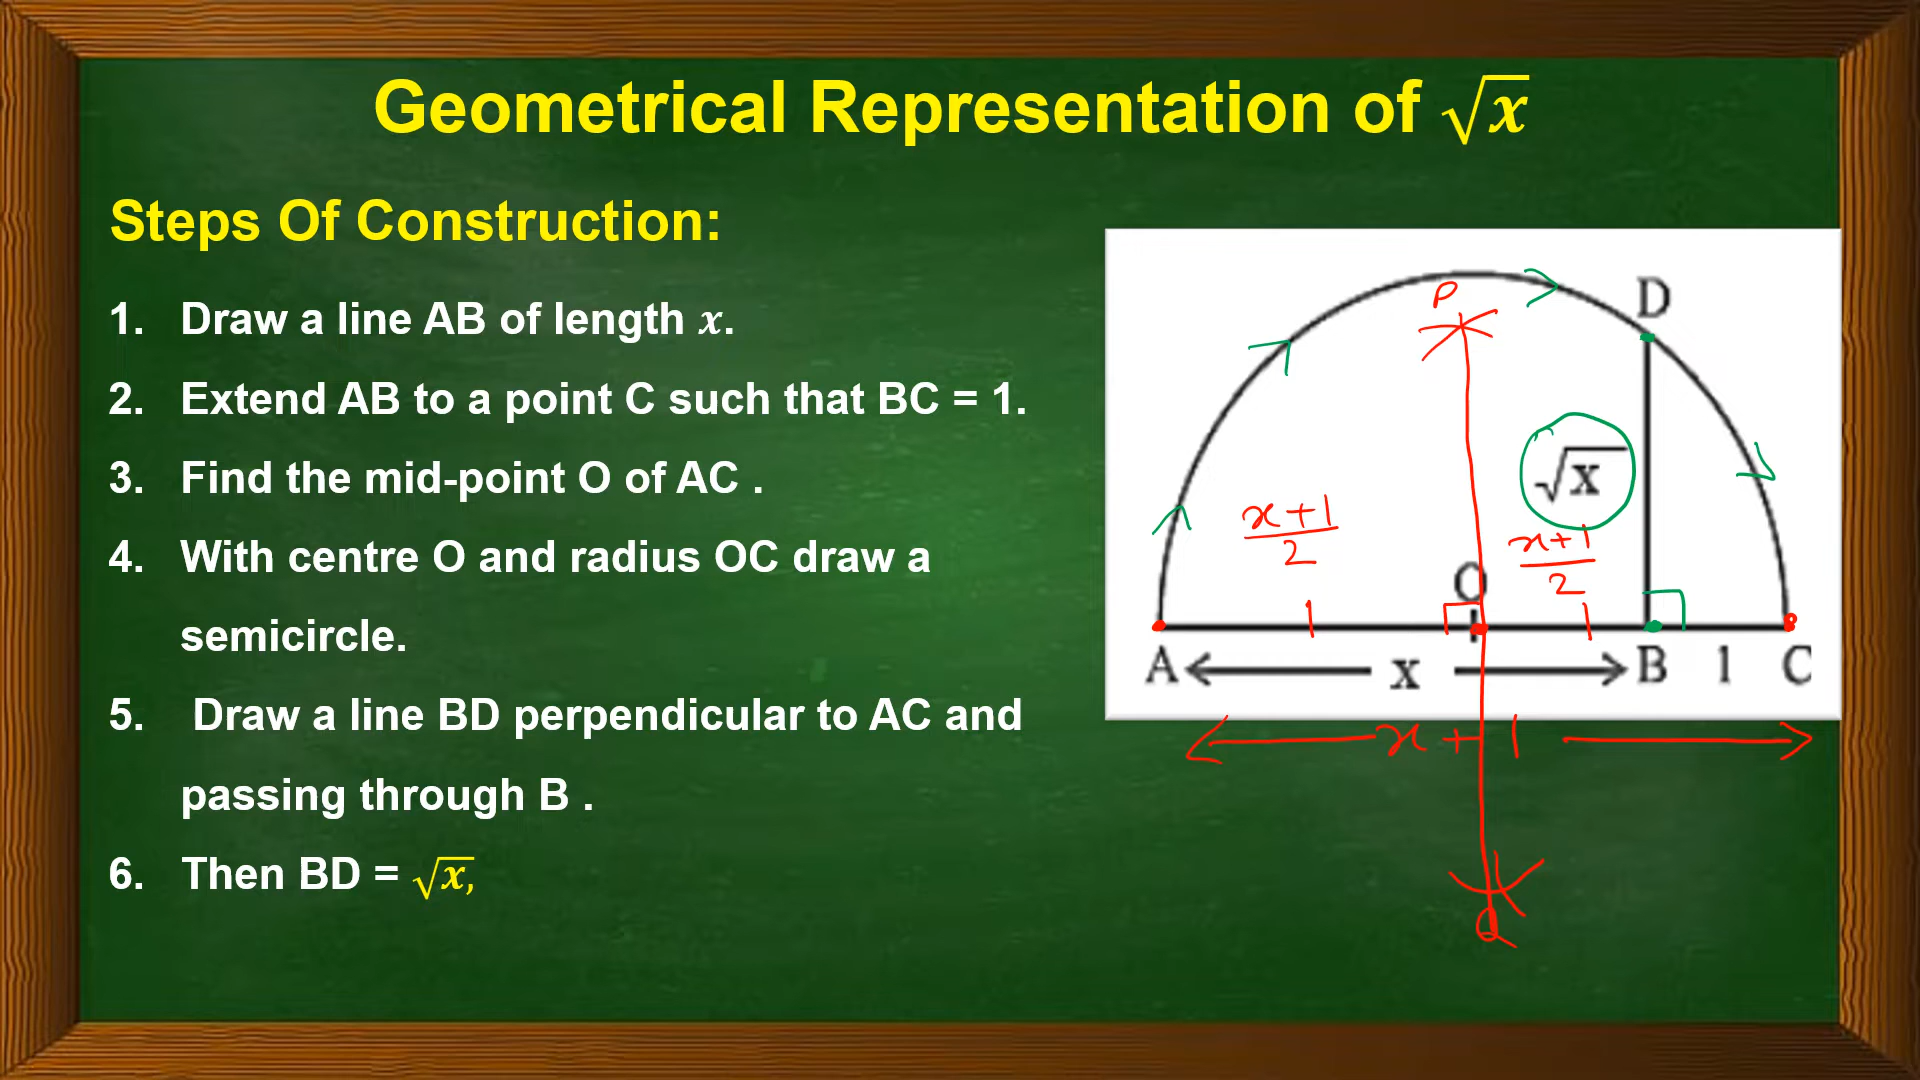 Geometrical Representation of √x
Steps Of Construction:
1. Draw a line AB of length x.
2. Extend AB to a point C such that BC = 1.
3. Find the mid-point O of AC .
4. With centre O and radius OC draw a
semicircle.
5. Draw a line BD perpendicular to AC and
passing through B .
6. Then BD = √x,
P
D
√x
x+1
2
x+1
2
O
A x B 1 C
x+1
Q